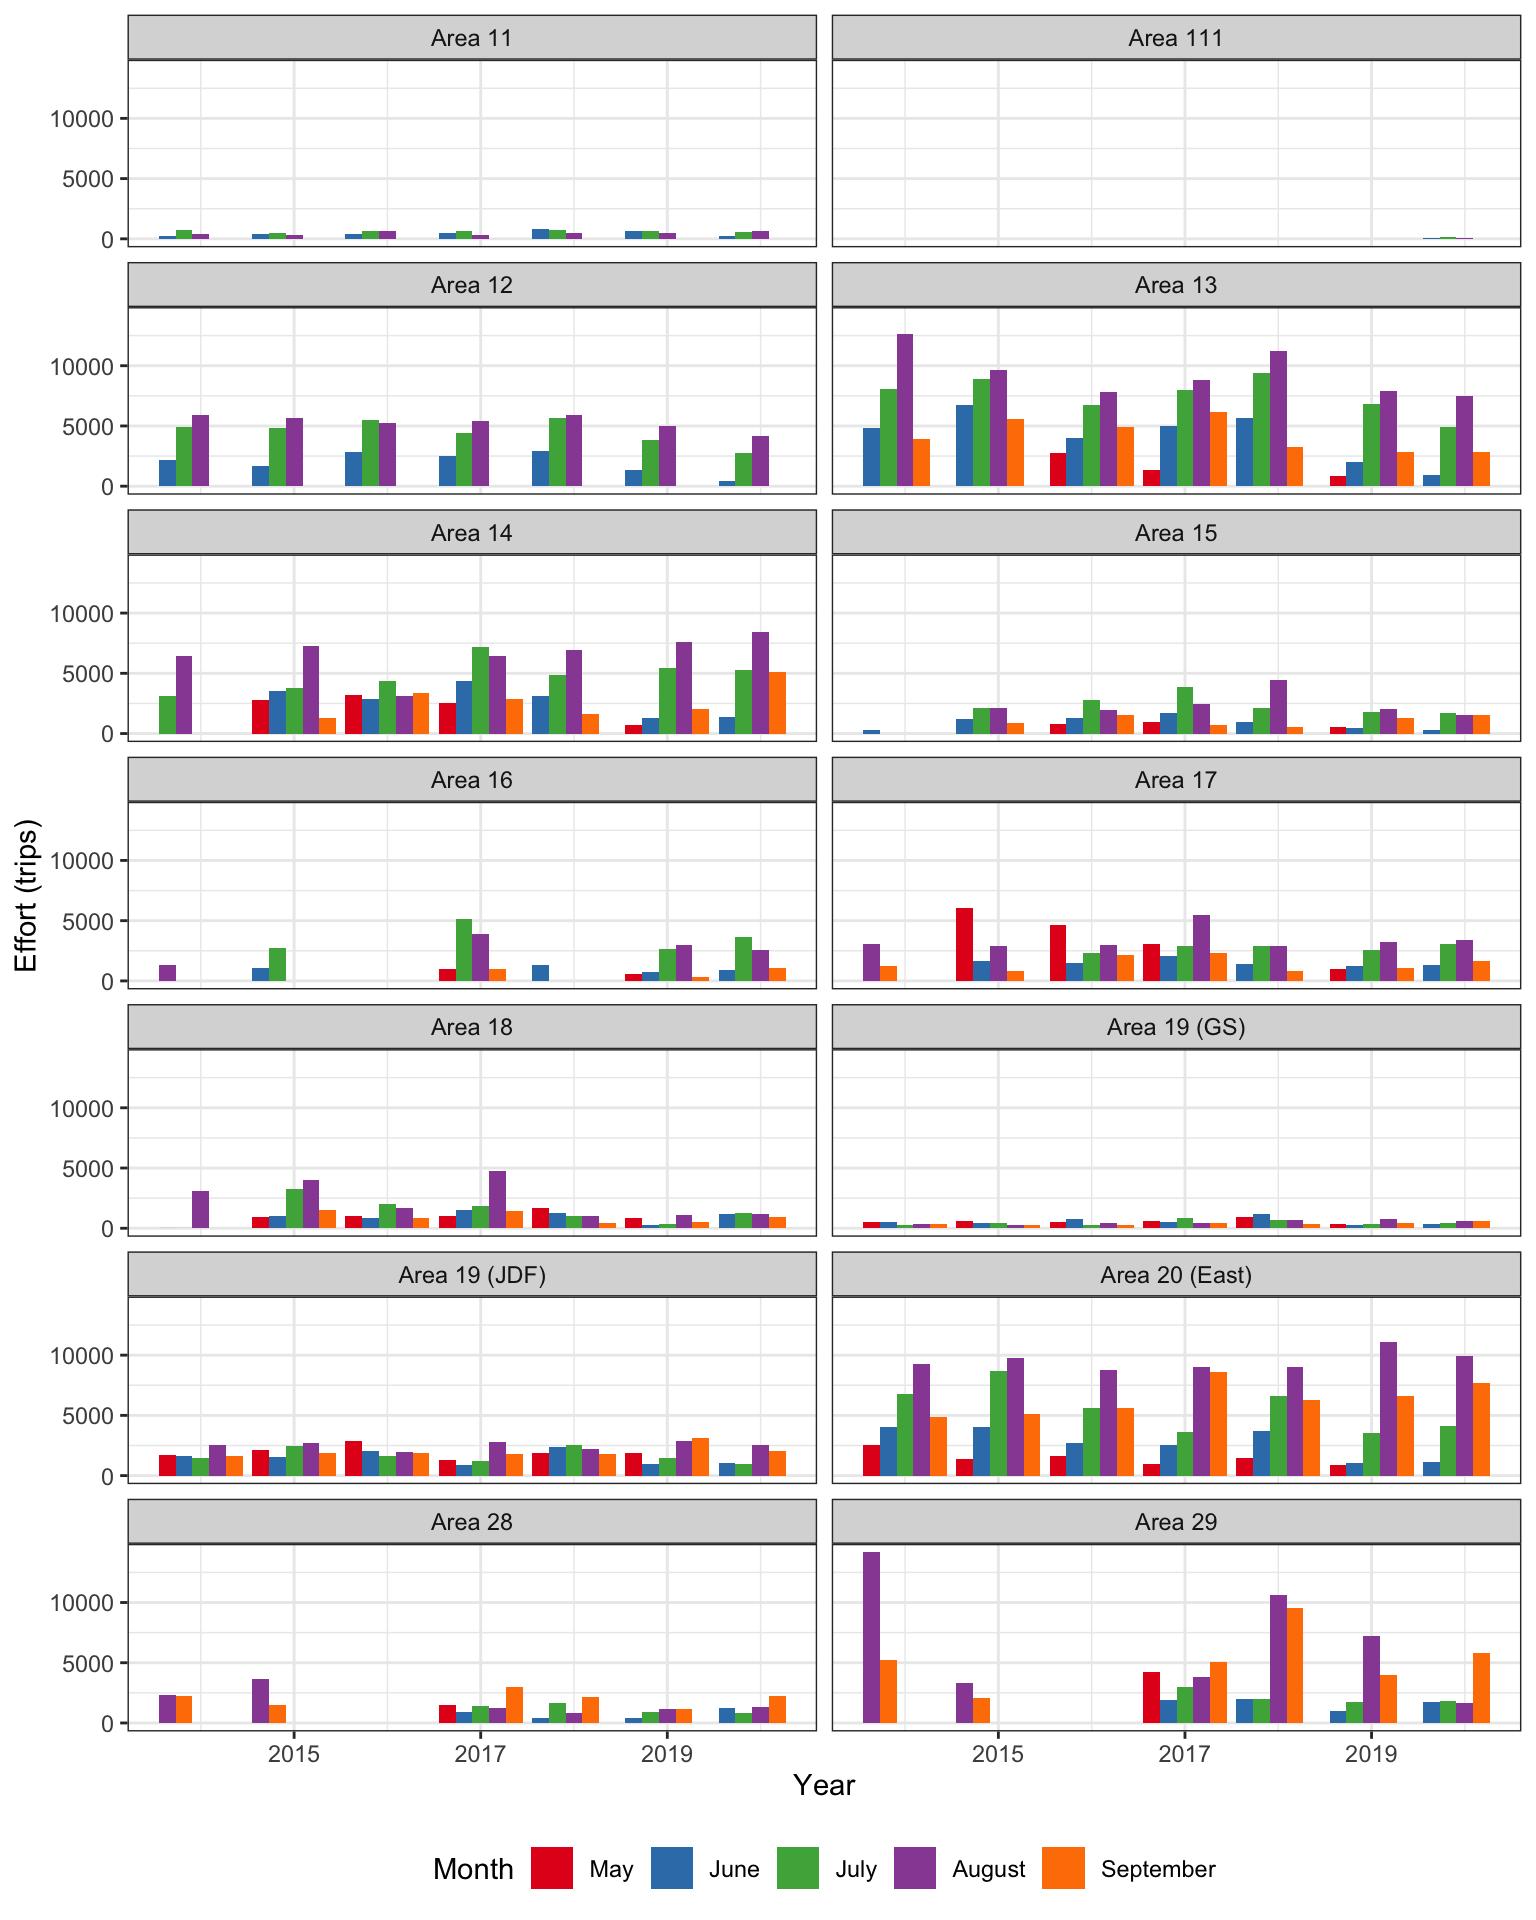 Area 11
Area 111
10000
5000
0
Area 12
Area 13
10000
5000
0
Area 14
Area 15
10000
5000
0
Area 16
Area 17
10000
5000
0
Effort (trips)
Area 18
Area 19 (GS)
10000
5000
0
Area 19 (JDF)
Area 20 (East)
10000
5000
0
Area 28
Area 29
10000
5000
0
2015 2017 2019 2015 2017 2019
Year
Month May June July August September